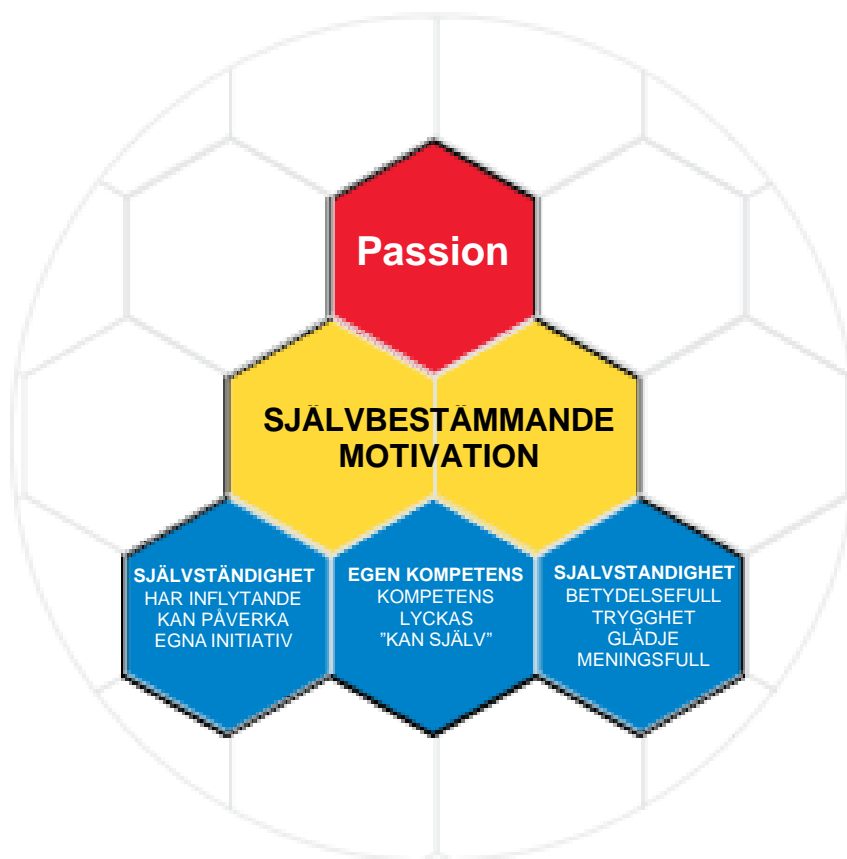 Passion
SJÄLVBESTÄMMANDE
MOTIVATION
SJÄLVSTÄNDIGHET
HAR INFLYTANDE
KAN PÅVERKA
EGNA INITIATIV
EGEN KOMPETENS
KOMPETENS
LYCKAS
”KAN SJÄLV”
SJALVSTANDIGHET
BETYDELSEFULL
TRYGGHET
GLÄDJE
MENINGSFULL